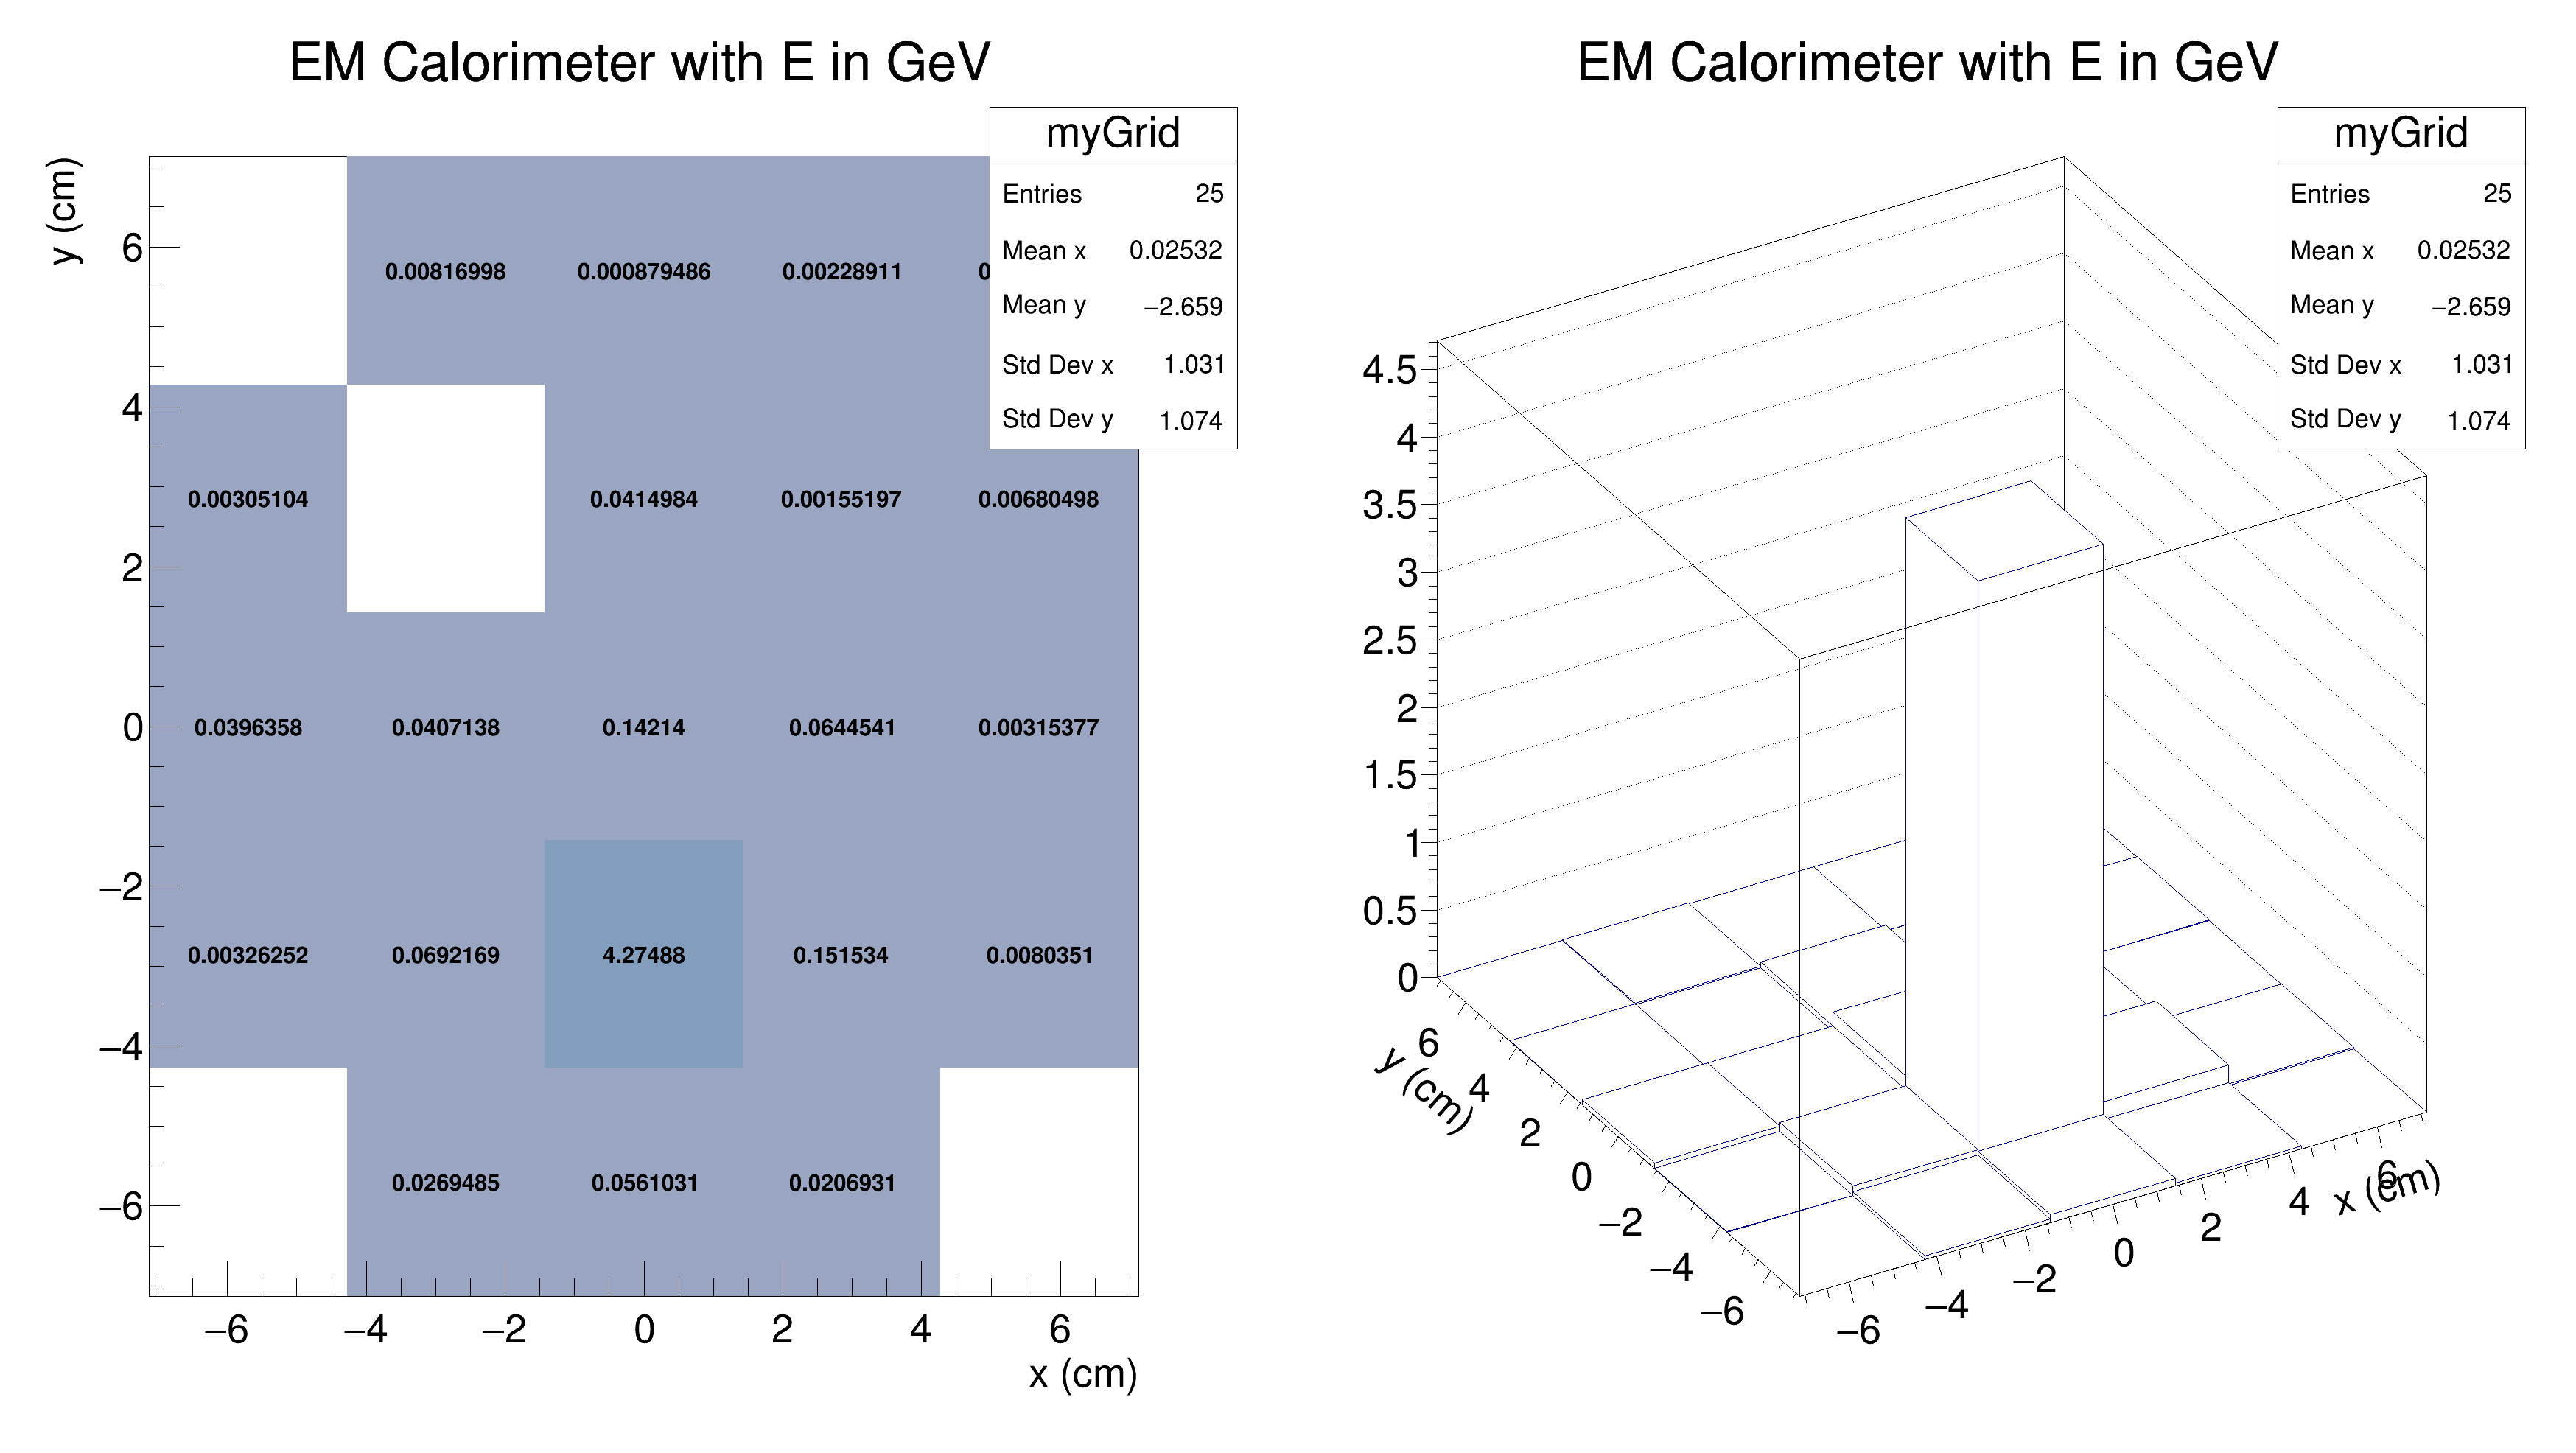 EM Calorimeter with E in GeV
myGrid
Entries 25
Mean x 0.02532
Mean y −2.659
Std Dev x 1.031
Std Dev y 1.074
y (cm)
6
4
2
0
−2
−4
−6
0.00816998 0.000879486 0.00228911
0.00305104 0.0414984 0.00155197 0.00680498
0.0396358 0.0407138 0.14214 0.0644541 0.00315377
0.00326252 0.0692169 4.27488 0.151534 0.0080351
0.0269485 0.0561031 0.0206931
−6 −4 −2 0 2 4 6
x (cm)
EM Calorimeter with E in GeV
myGrid
Entries 25
Mean x 0.02532
Mean y −2.659
Std Dev x 1.031
Std Dev y 1.074
4.5
4
3.5
3
2.5
2
1.5
1
0.5
0
y (cm)
6
4
2
0
−2
−4
−6
−6 −4 −2 0 2 4 6
x (cm)